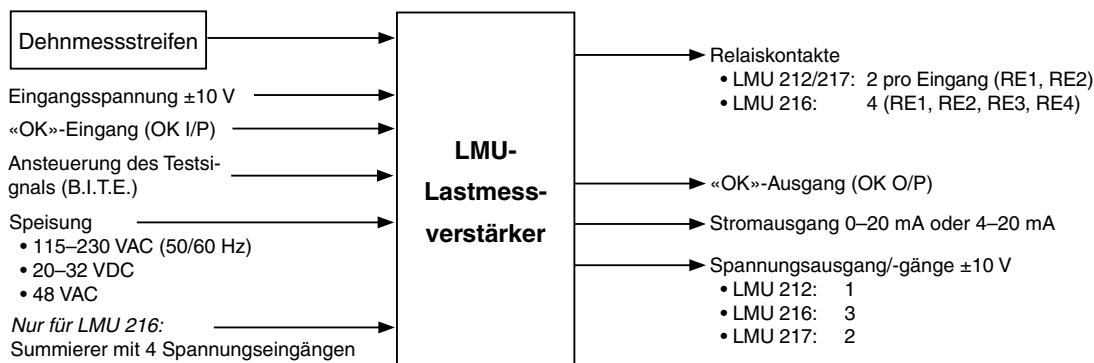 Dehnmessstreifen
Eingangsspannung ±10 V
«OK»-Eingang (OK I/P)
Ansteuerung des Testsi-
gnals (B.I.T.E.)
Speisung
• 115–230 VAC (50/60 Hz)
• 20–32 VDC
• 48 VAC
Nur für LMU 216:
Summierer mit 4 Spannungseingängen
LMU-
Lastmess-
verstärker
Relaiskontakte
• LMU 212/217: 2 pro Eingang (RE1, RE2)
• LMU 216: 4 (RE1, RE2, RE3, RE4)
«OK»-Ausgang (OK O/P)
Stromausgang 0–20 mA oder 4–20 mA
Spannungsausgang/-gänge ±10 V
• LMU 212: 1
• LMU 216: 3
• LMU 217: 2